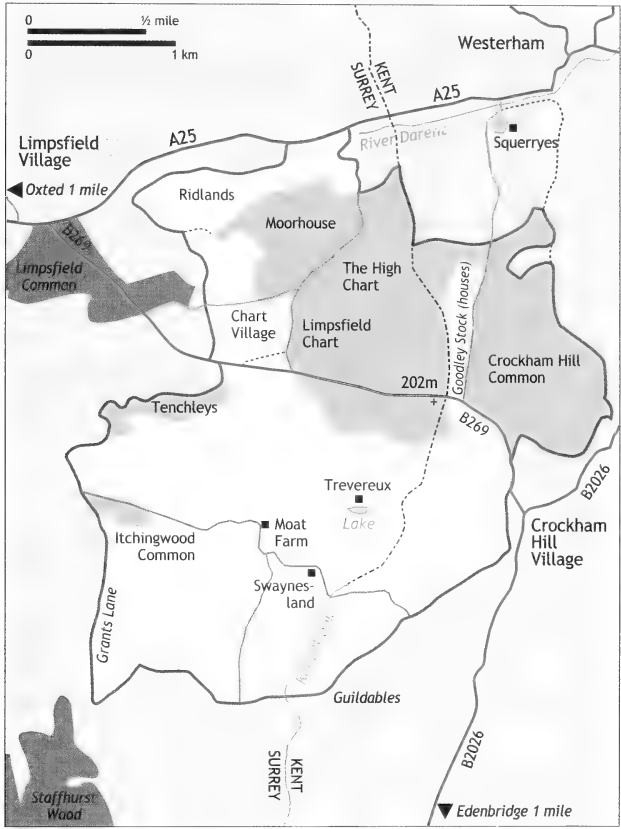 0 ½ mile
0 1 km
Westerham
KENT
SURREY
A25
A25
River Darent
Squerryes
Limpsfield
Village
Oxted 1 mile
Ridlands
B269
Limpsfield
Common
Moorhouse
The High
Chart
Chart
Village
Limpsfield
Chart
Goodley Stock (houses)
Crockham Hill
Common
202m
Tenchleys
B269
B2026
Trevereux
Lake
Itchingwood
Common
Moat
Farm
Crockham
Hill
Village
Swaynes-
land
Grants Lane
Guildables
B2026
KENT
SURREY
Staffhurst
Wood
Edenbridge 1 mile